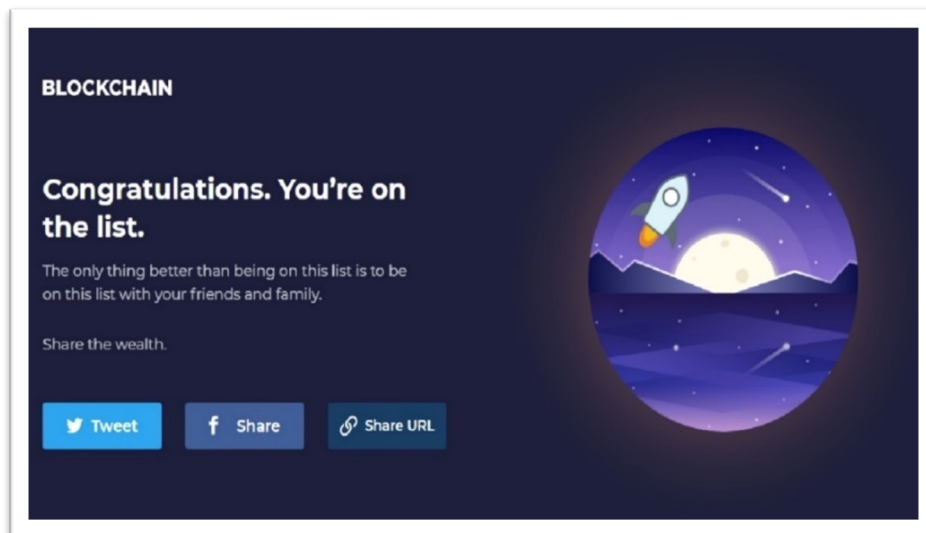 BLOCKCHAIN
Congratulations. You're on
the list.
The only thing better than being on this list is to be
on this list with your friends and family.
Share the wealth.
Tweet
Share
Share URL